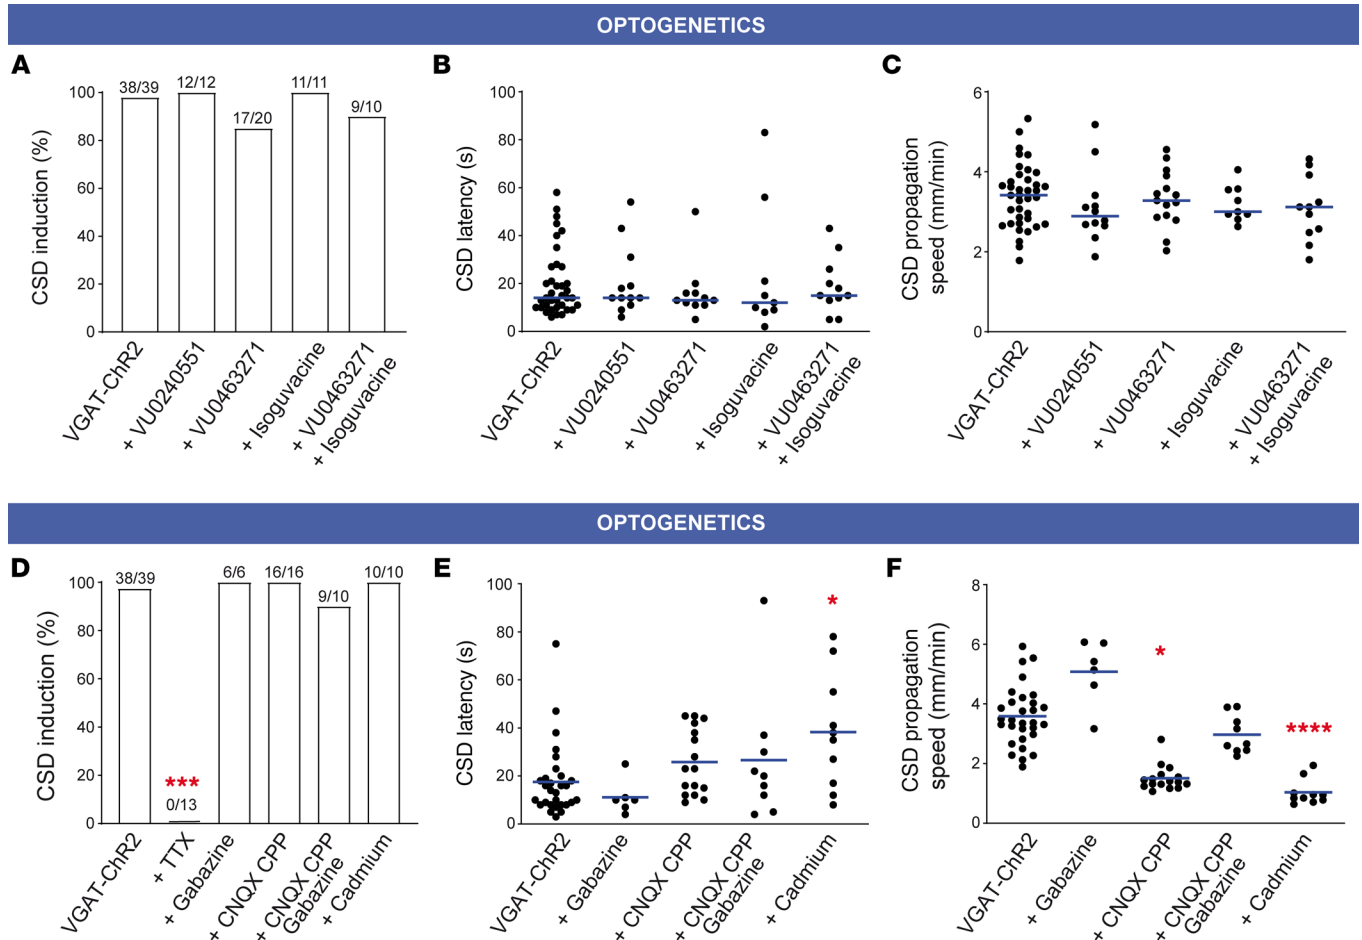 OPTOGENETICS
A
CSD induction (%)
100
80
60
40
20
0
38/39
12/12
17/20
11/11
9/10
VGAT-ChR2
+ VU0240551
+ VU0463271
+ Isoguvacine
+ VU0463271
+ Isoguvacine
B
CSD latency (s)
100
80
60
40
20
0
VGAT-ChR2
+ VU0240551
+ VU0463271
+ Isoguvacine
+ VU0463271
+ Isoguvacine
C
CSD propagation
speed (mm/min)
6
4
2
0
VGAT-ChR2
+ VU0240551
+ VU0463271
+ Isoguvacine
+ VU0463271
+ Isoguvacine
OPTOGENETICS
D
CSD induction (%)
100
80
60
40
20
0
38/39
***
0/13
6/6
16/16
9/10
10/10
VGAT-ChR2
+ TTX
+ Gabazine
+ CNQX CPP
+ CNQX CPP
Gabazine
+ Cadmium
E
CSD latency (s)
100
80
60
40
20
0
*
VGAT-ChR2
+ Gabazine
+ CNQX CPP
+ CNQX CPP
Gabazine
+ Cadmium
F
CSD propagation
speed (mm/min)
8
6
4
2
0
*
****
VGAT-ChR2
+ Gabazine
+ CNQX CPP
+ CNQX CPP
Gabazine
+ Cadmium